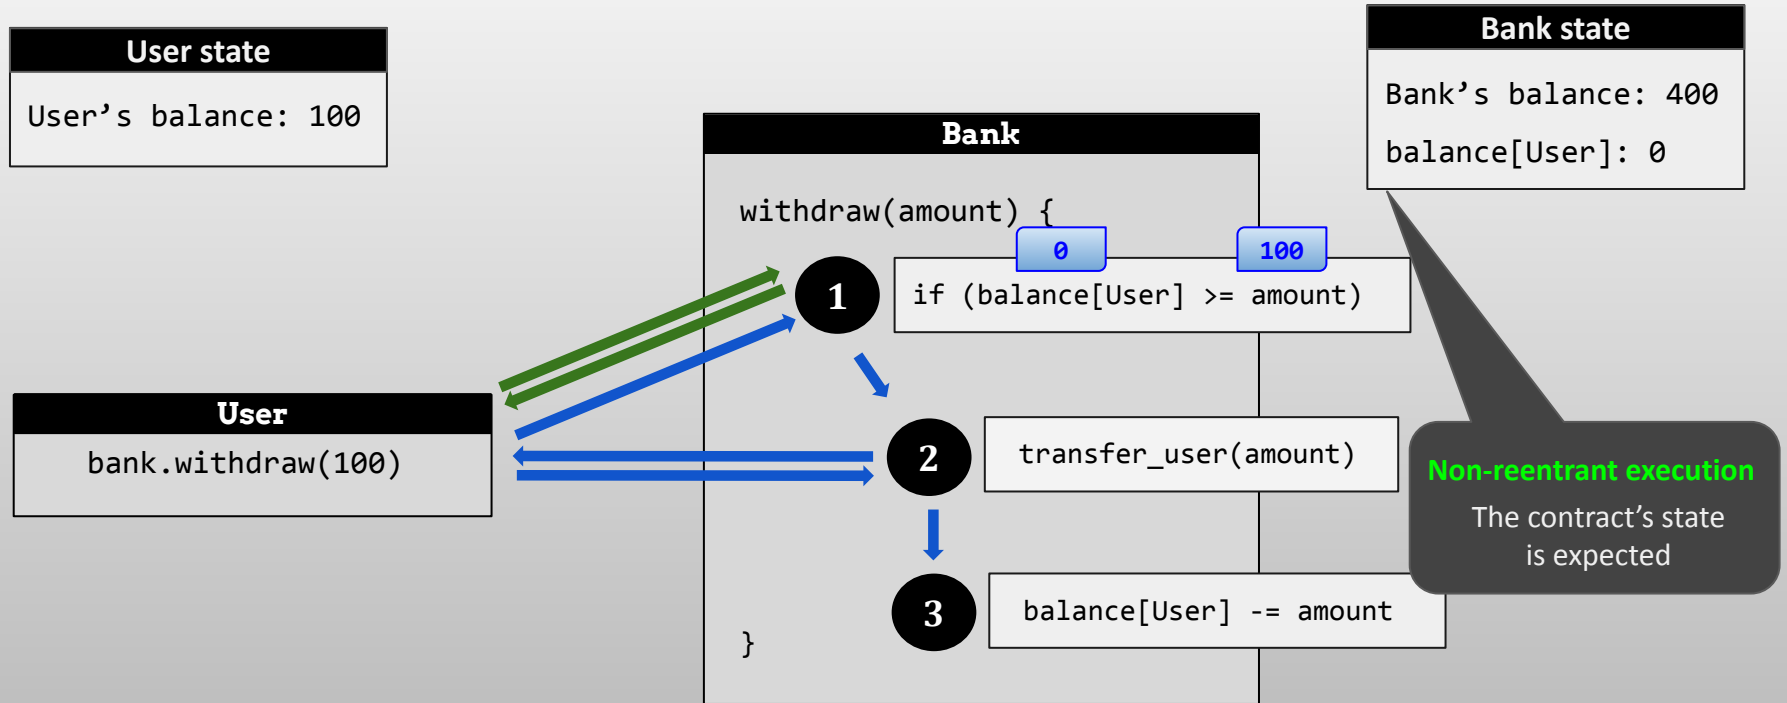 User state
User’s balance: 100
Bank state
Bank’s balance: 400
balance[User]: 0
Bank
withdraw(amount) {
0
100
1
if (balance[User] >= amount)
User
bank.withdraw(100)
2
transfer_user(amount)
Non-reentrant execution
The contract’s state
is expected
3
balance[User] -= amount
}